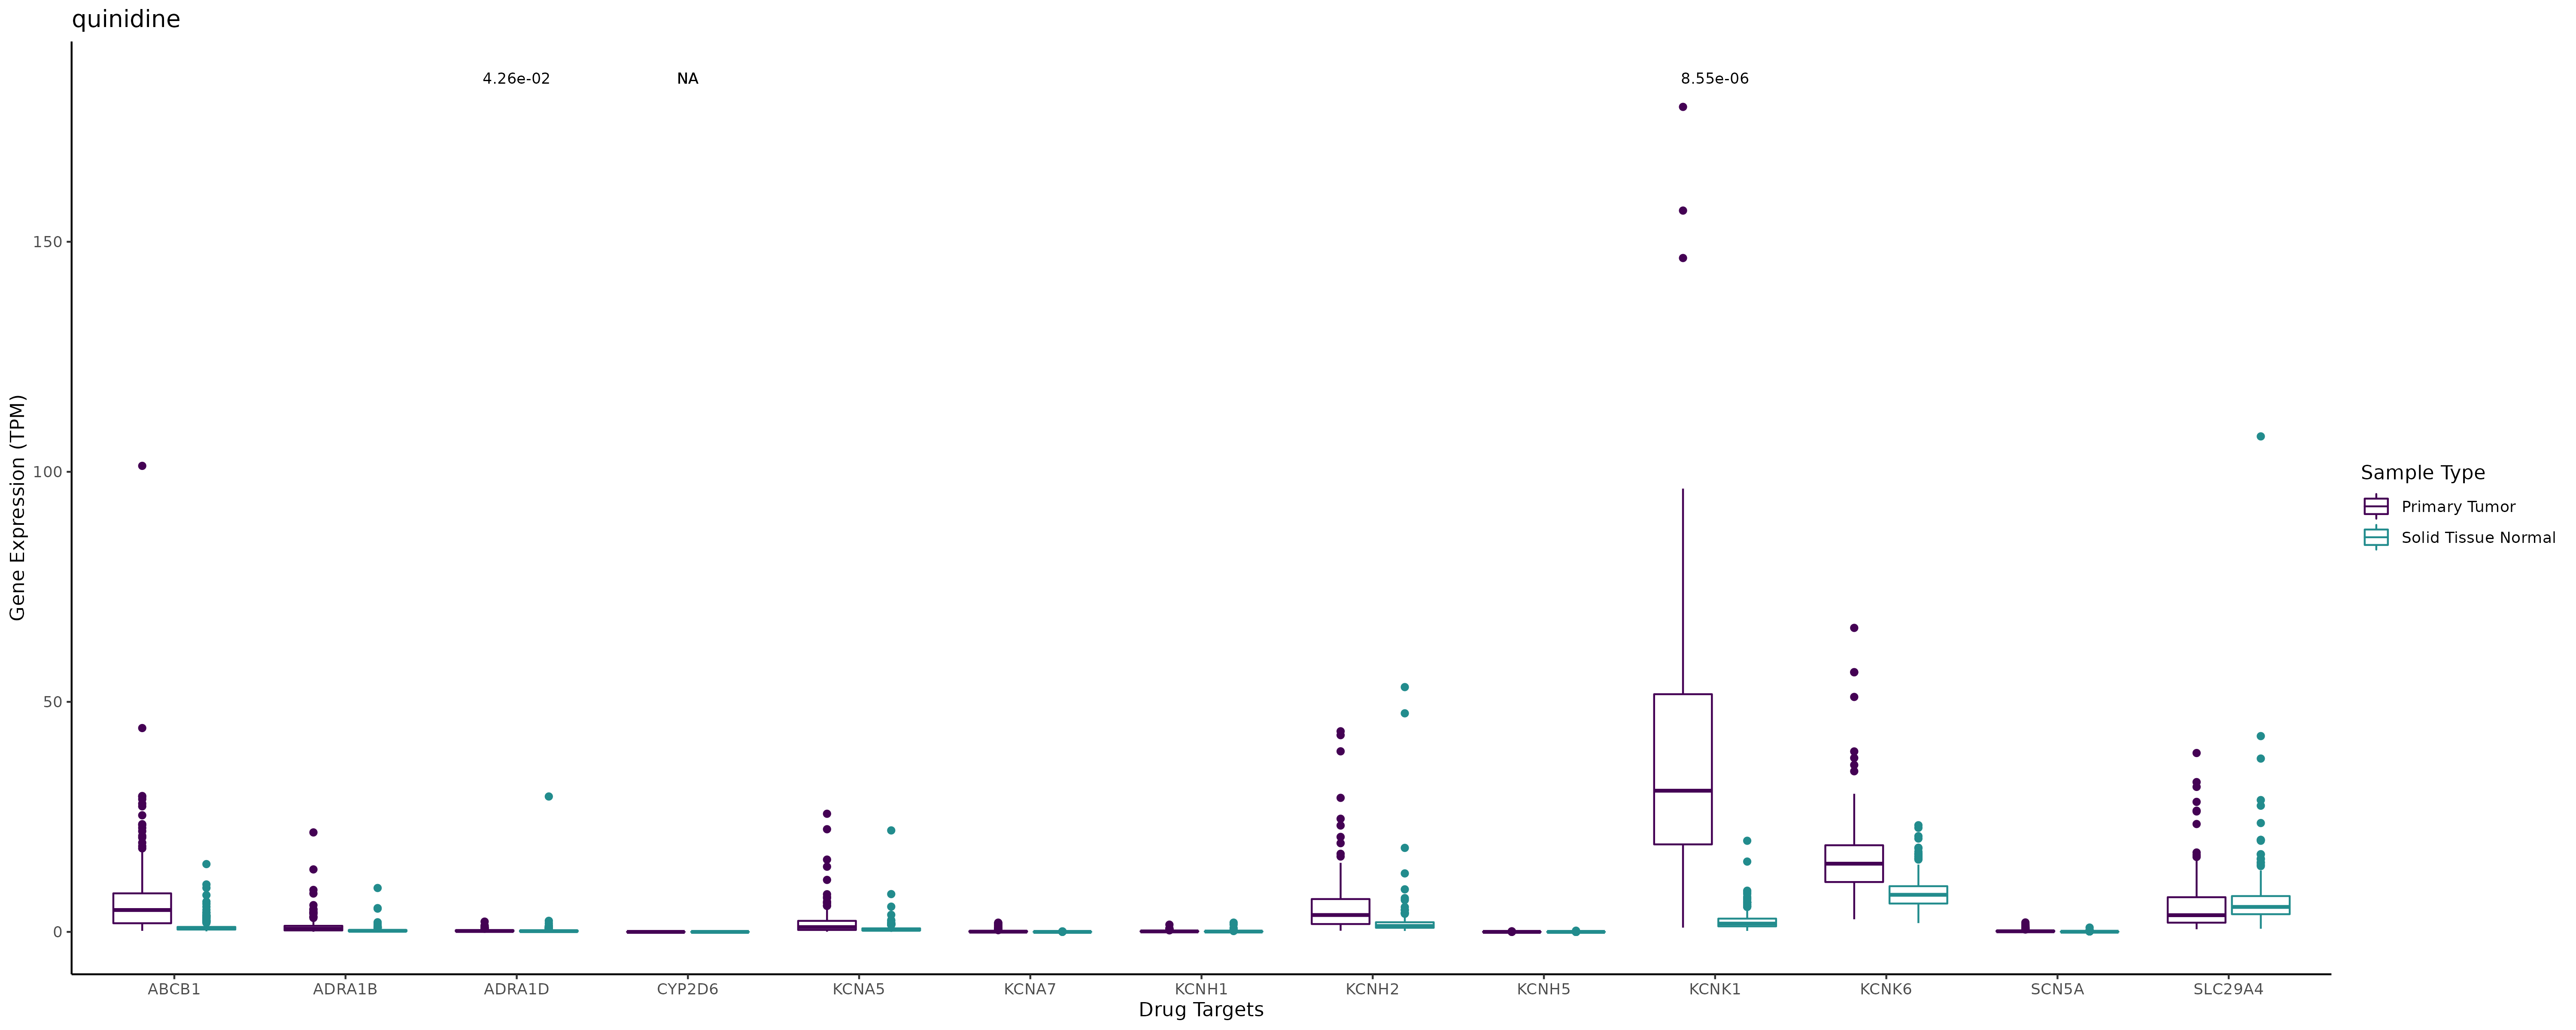 quinidine
4.26e-02 NA 8.55e-06
150
100
50
0
Gene Expression (TPM)
ABCB1 ADRA1B ADRA1D CYP2D6 KCNA5 KCNA7 KCNH1 KCNH2 KCNH5 KCNK1 KCNK6 SCN5A SLC29A4
Drug Targets
Sample Type
Primary Tumor
Solid Tissue Normal